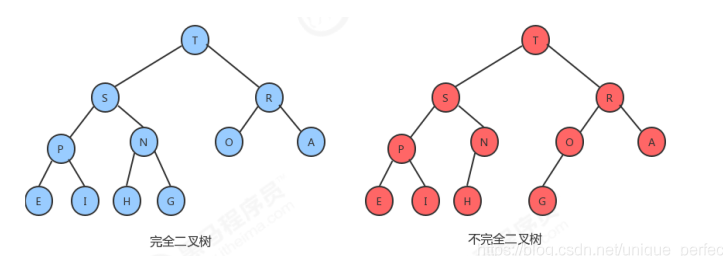 T T
S R S R
P N O A P N O A
E I H G E I H G
完全二叉树 不完全二叉树
https://blog.csdn.net/unique_perfec